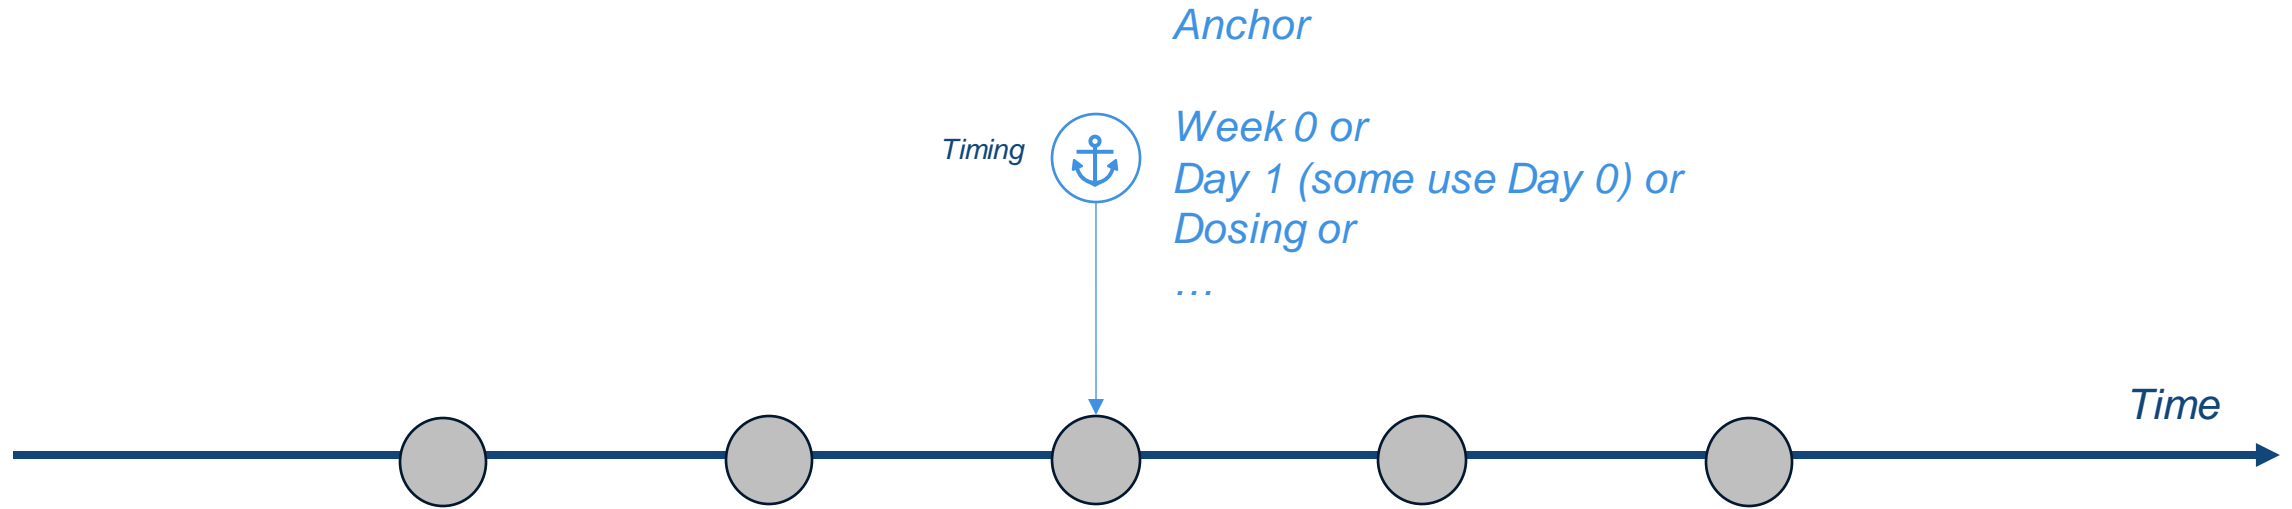 Anchor
Timing
Week 0 or
Day 1 (some use Day 0) or
Dosing or
…
Time